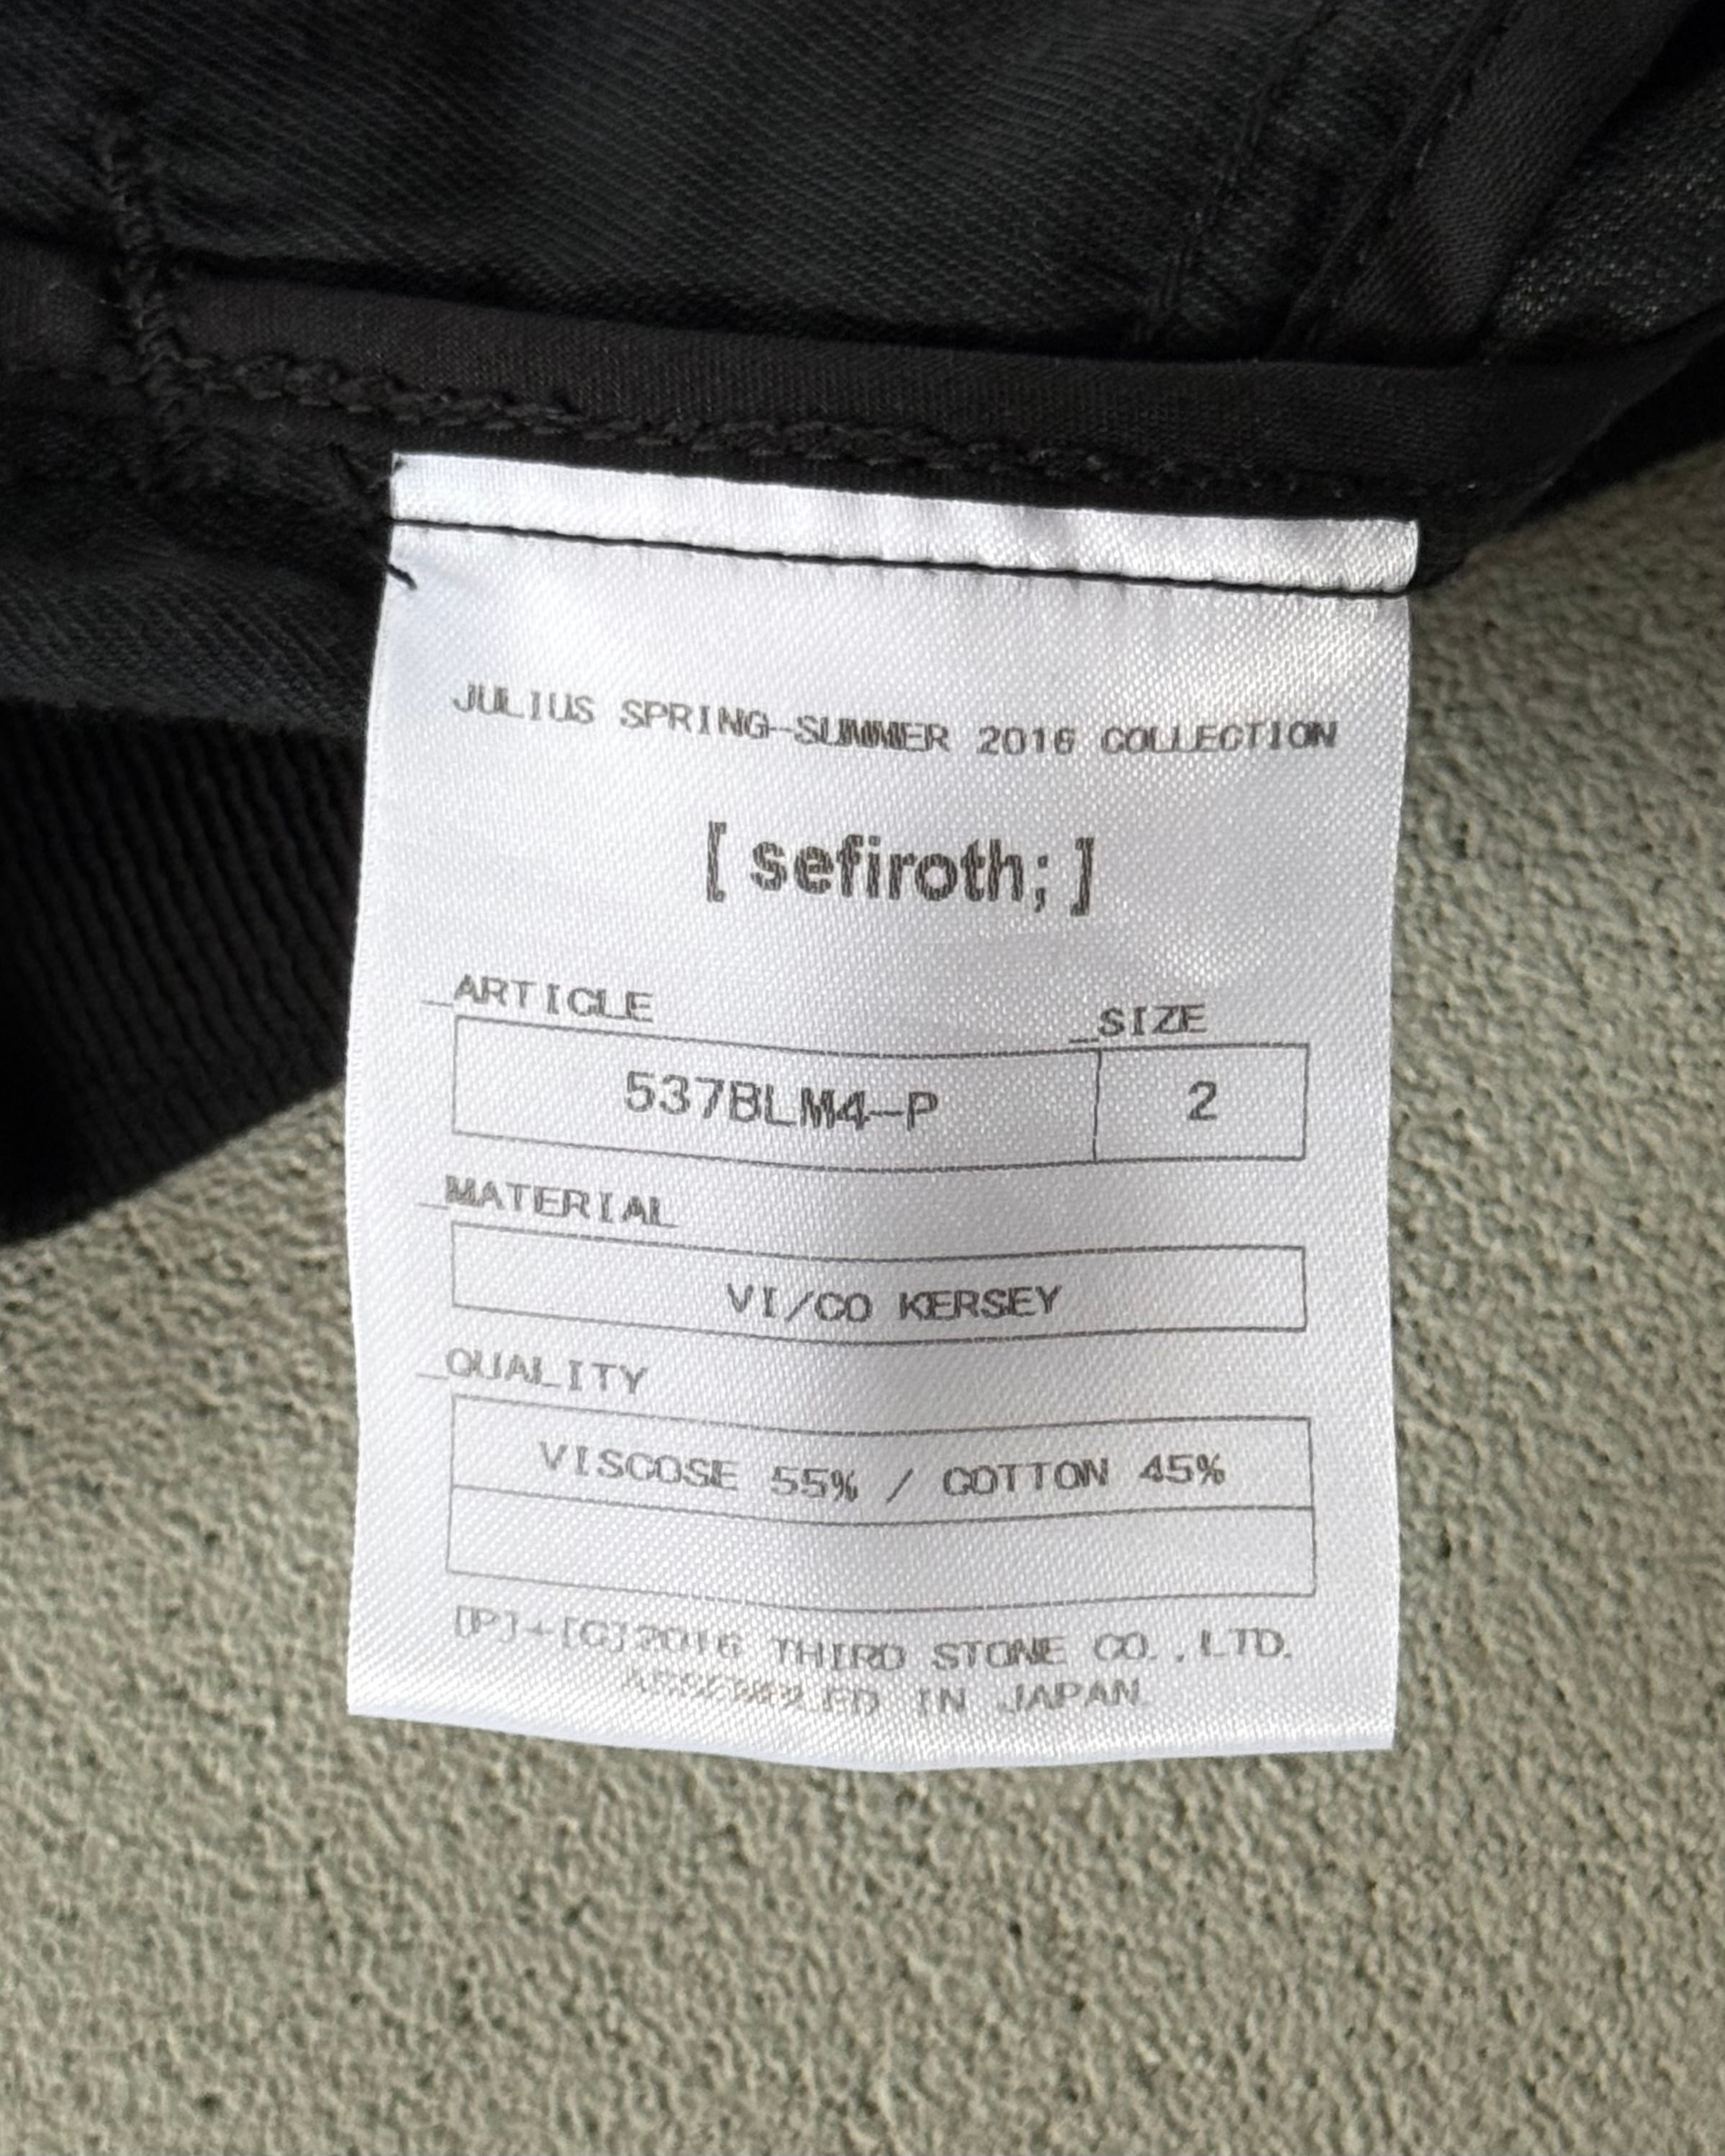 JULIUS SPRING-SUMMER 2016 COLLECTION
[ sefiroth; ]
_ARTICLE _SIZE
537BLM4-P 2
_MATERIAL
VI/CO KERSEY
_QUALITY
VISCOSE 55% / COTTON 45%
[P]+[C]2016 THIRD STONE CO.,LTD.
ASSEMBLED IN JAPAN